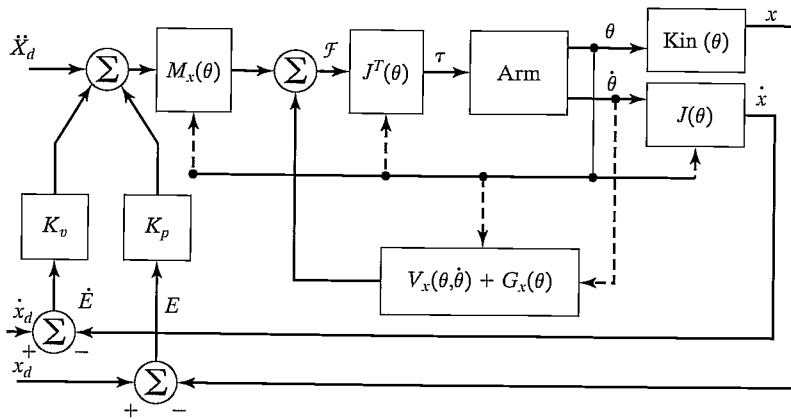 Ẍ_d
Σ
M_x(θ)
Σ
ℱ
J^T(θ)
τ
Arm
θ
Kin (θ)
x
θ̇
J(θ)
ẋ
K_v
K_p
V_x(θ,θ̇) + G_x(θ)
ẋ_d
Ė
E
Σ
+
−
x_d
Σ
+
−